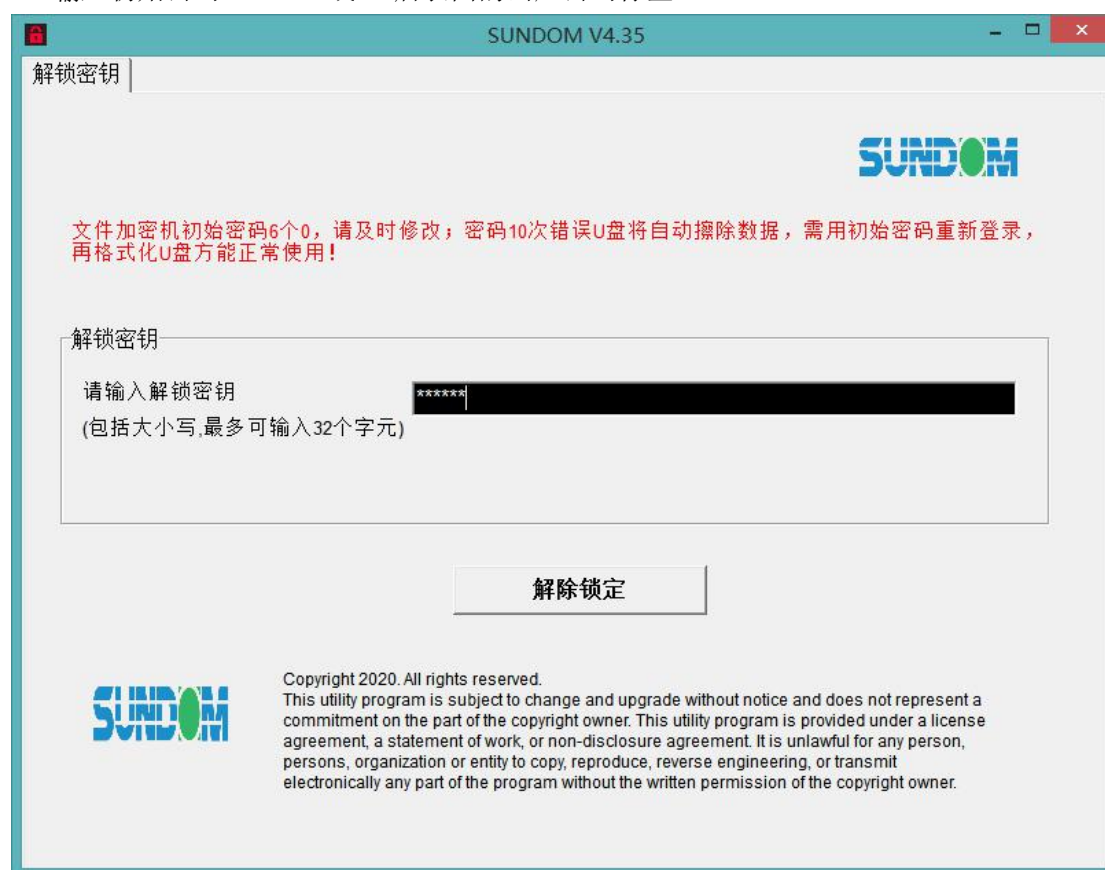 SUNDOM V4.35
解锁密钥
SUNDOM
文件加密机初始密码6个0，请及时修改；密码10次错误U盘将自动擦除数据，需用初始密码重新登录，
再格式化U盘方能正常使用！
解锁密钥
请输入解锁密钥
******
(包括大小写,最多可输入32个字元)
解除锁定
SUNDOM
Copyright 2020. All rights reserved.
This utility program is subject to change and upgrade without notice and does not represent a
commitment on the part of the copyright owner. This utility program is provided under a license
agreement, a statement of work, or non-disclosure agreement. It is unlawful for any person,
persons, organization or entity to copy, reproduce, reverse engineering, or transmit
electronically any part of the program without the written permission of the copyright owner.